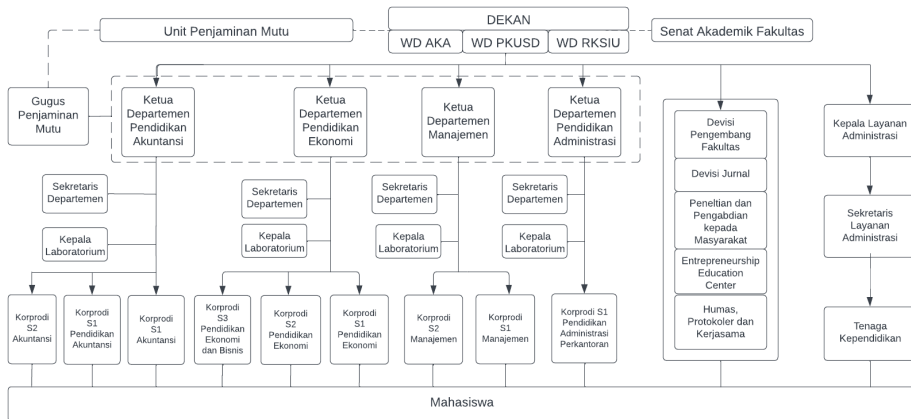 DEKAN
Unit Penjaminan Mutu
WD AKA
WD PKUSD
WD RKSIU
Senat Akademik Fakultas
Gugus
Penjaminan
Mutu
Ketua
Departemen
Pendidikan
Akuntansi
Ketua
Departemen
Pendidikan
Ekonomi
Ketua
Departemen
Manajemen
Ketua
Departemen
Pendidikan
Administrasi
Devisi
Pengembang
Fakultas
Devisi Jurnal
Peneltian dan
Pengabdian
kepada
Masyarakat
Entrepreneurship
Education
Center
Humas,
Protokoler dan
Kerjasama
Kepala Layanan
Administrasi
Sekretaris
Layanan
Administrasi
Tenaga
Kependidikan
Sekretaris
Departemen
Kepala
Laboratorium
Sekretaris
Departemen
Kepala
Laboratorium
Sekretaris
Departemen
Kepala
Laboratorium
Sekretaris
Departemen
Kepala
Laboratorium
Korprodi
S2
Akuntansi
Korprodi
S1
Pendidikan
Akuntansi
Korprodi
S1
Akuntansi
Korprodi
S3
Pendidikan
Ekonomi
dan Bisnis
Korprodi
S2
Pendidikan
Ekonomi
Korprodi
S1
Pendidikan
Ekonomi
Korprodi
S2
Manajemen
Korprodi
S1
Manajemen
Korprodi S1
Pendidikan
Administrasi
Perkantoran
Mahasiswa